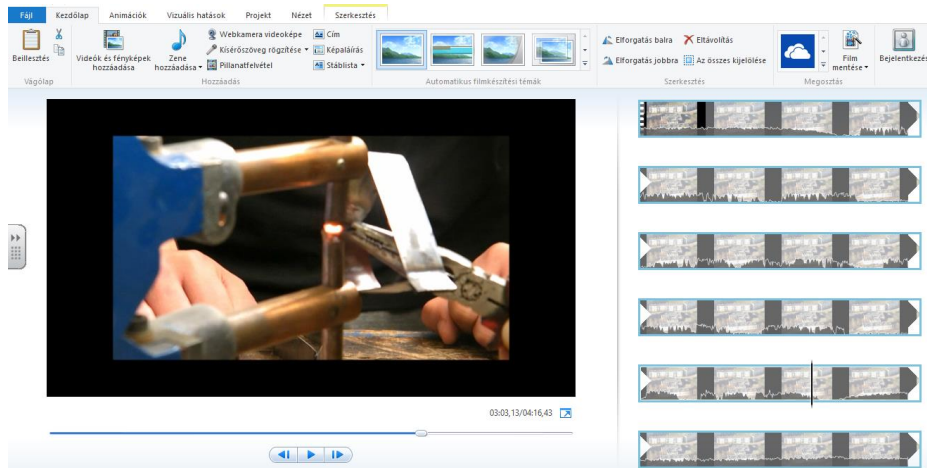 Fájl Kezdőlap Animációk Vizuális hatások Projekt Nézet Szerkesztés
Beillesztés
Vágólap
Videók és fényképek hozzáadása
Zene hozzáadása
Webkamera videoképe
Kísérőszöveg rögzítése
Pillanatfelvétel
Cím
Képaláírás
Stáblista
Hozzáadás
Automatikus filmkészítési témák
Elforgatás balra
Eltávolítás
Elforgatás jobbra
Az összes kijelölése
Szerkesztés
Film mentése
Megosztás
Bejelentkezés
03:03,13/04:16,43